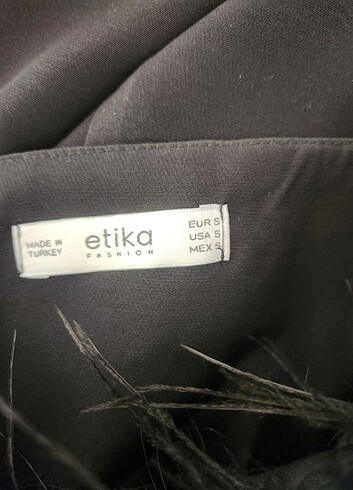 MADE IN
TURKEY
etika
FASHION
EUR S
USA S
MEX S